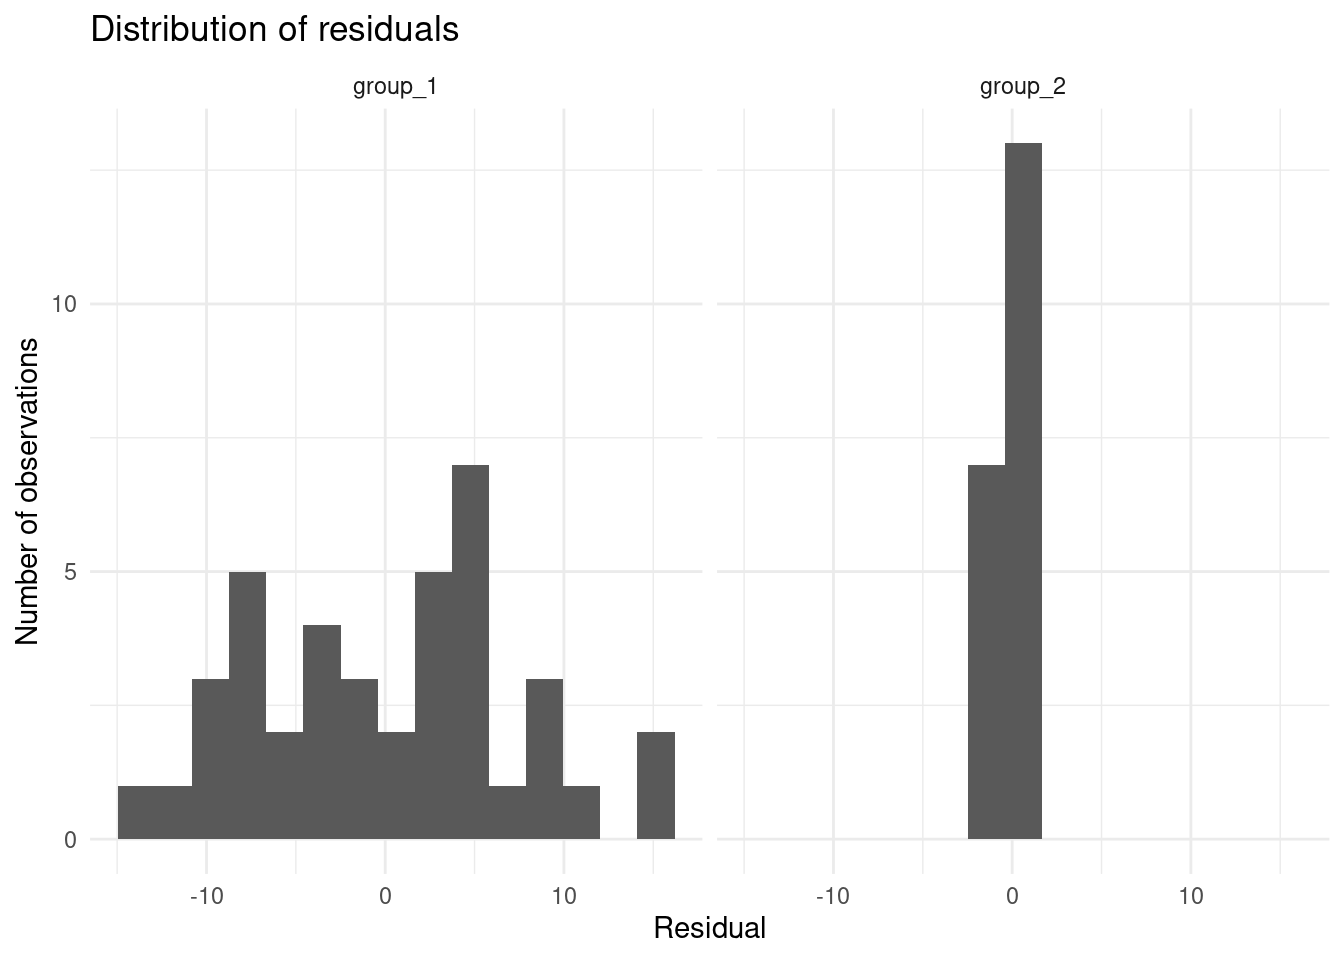 Distribution of residuals
group_1
group_2
Number of observations
10
5
0
-10
0
10
-10
0
10
Residual